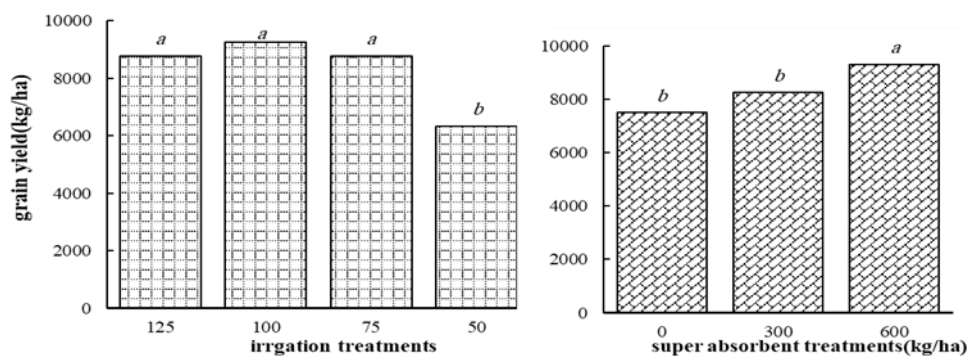 grain yield(kg/ha)
10000
8000
6000
4000
2000
0
a
a
a
b
125 100 75 50
irrgation treatments
10000
8000
6000
4000
2000
0
b
b
a
0 300 600
super absorbent treatments(kg/ha)